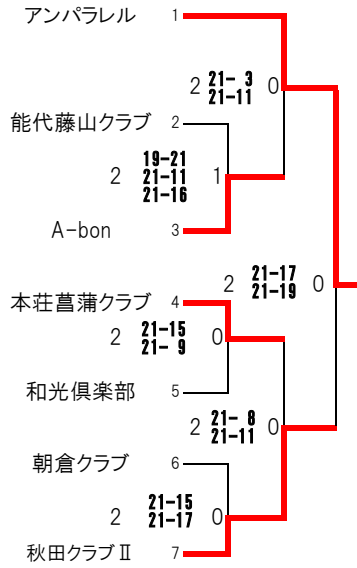 アンパラレル 1
2 21- 3 0
21-11
能代藤山クラブ 2
19-21
2 21-11 1
21-16
A-bon 3
2 21-17 0
21-19
本荘菖蒲クラブ 4
2 21-15 0
21- 9
和光倶楽部 5
2 21- 8 0
21-11
朝倉クラブ 6
2 21-15 0
21-17
秋田クラブⅡ 7